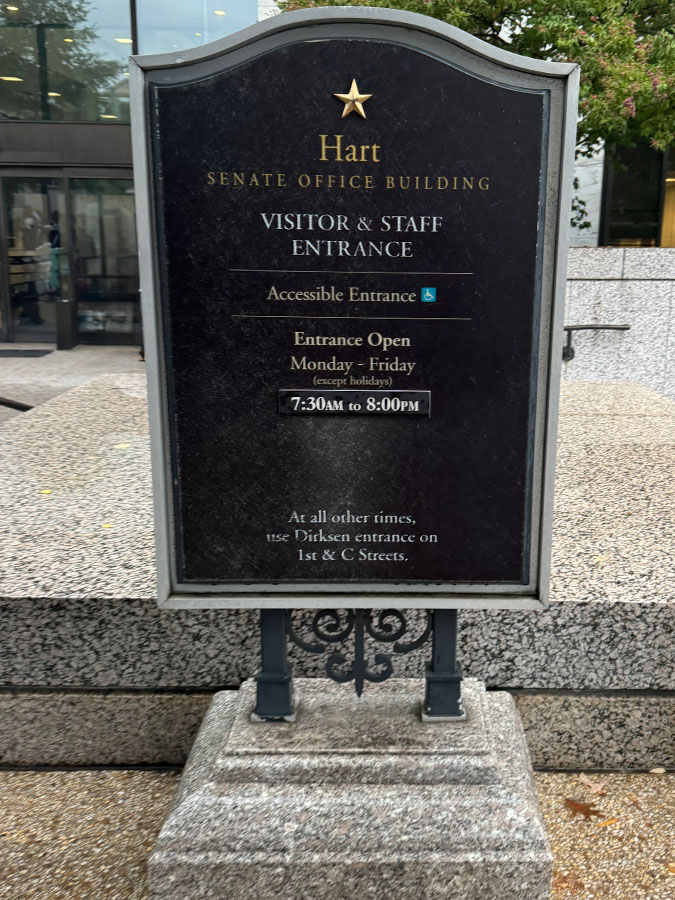 Hart
SENATE OFFICE BUILDING
VISITOR & STAFF
ENTRANCE
Accessible Entrance
Entrance Open
Monday - Friday
(except holidays)
7:30AM to 8:00PM
At all other times,
use Dirksen entrance on
1st & C Streets.